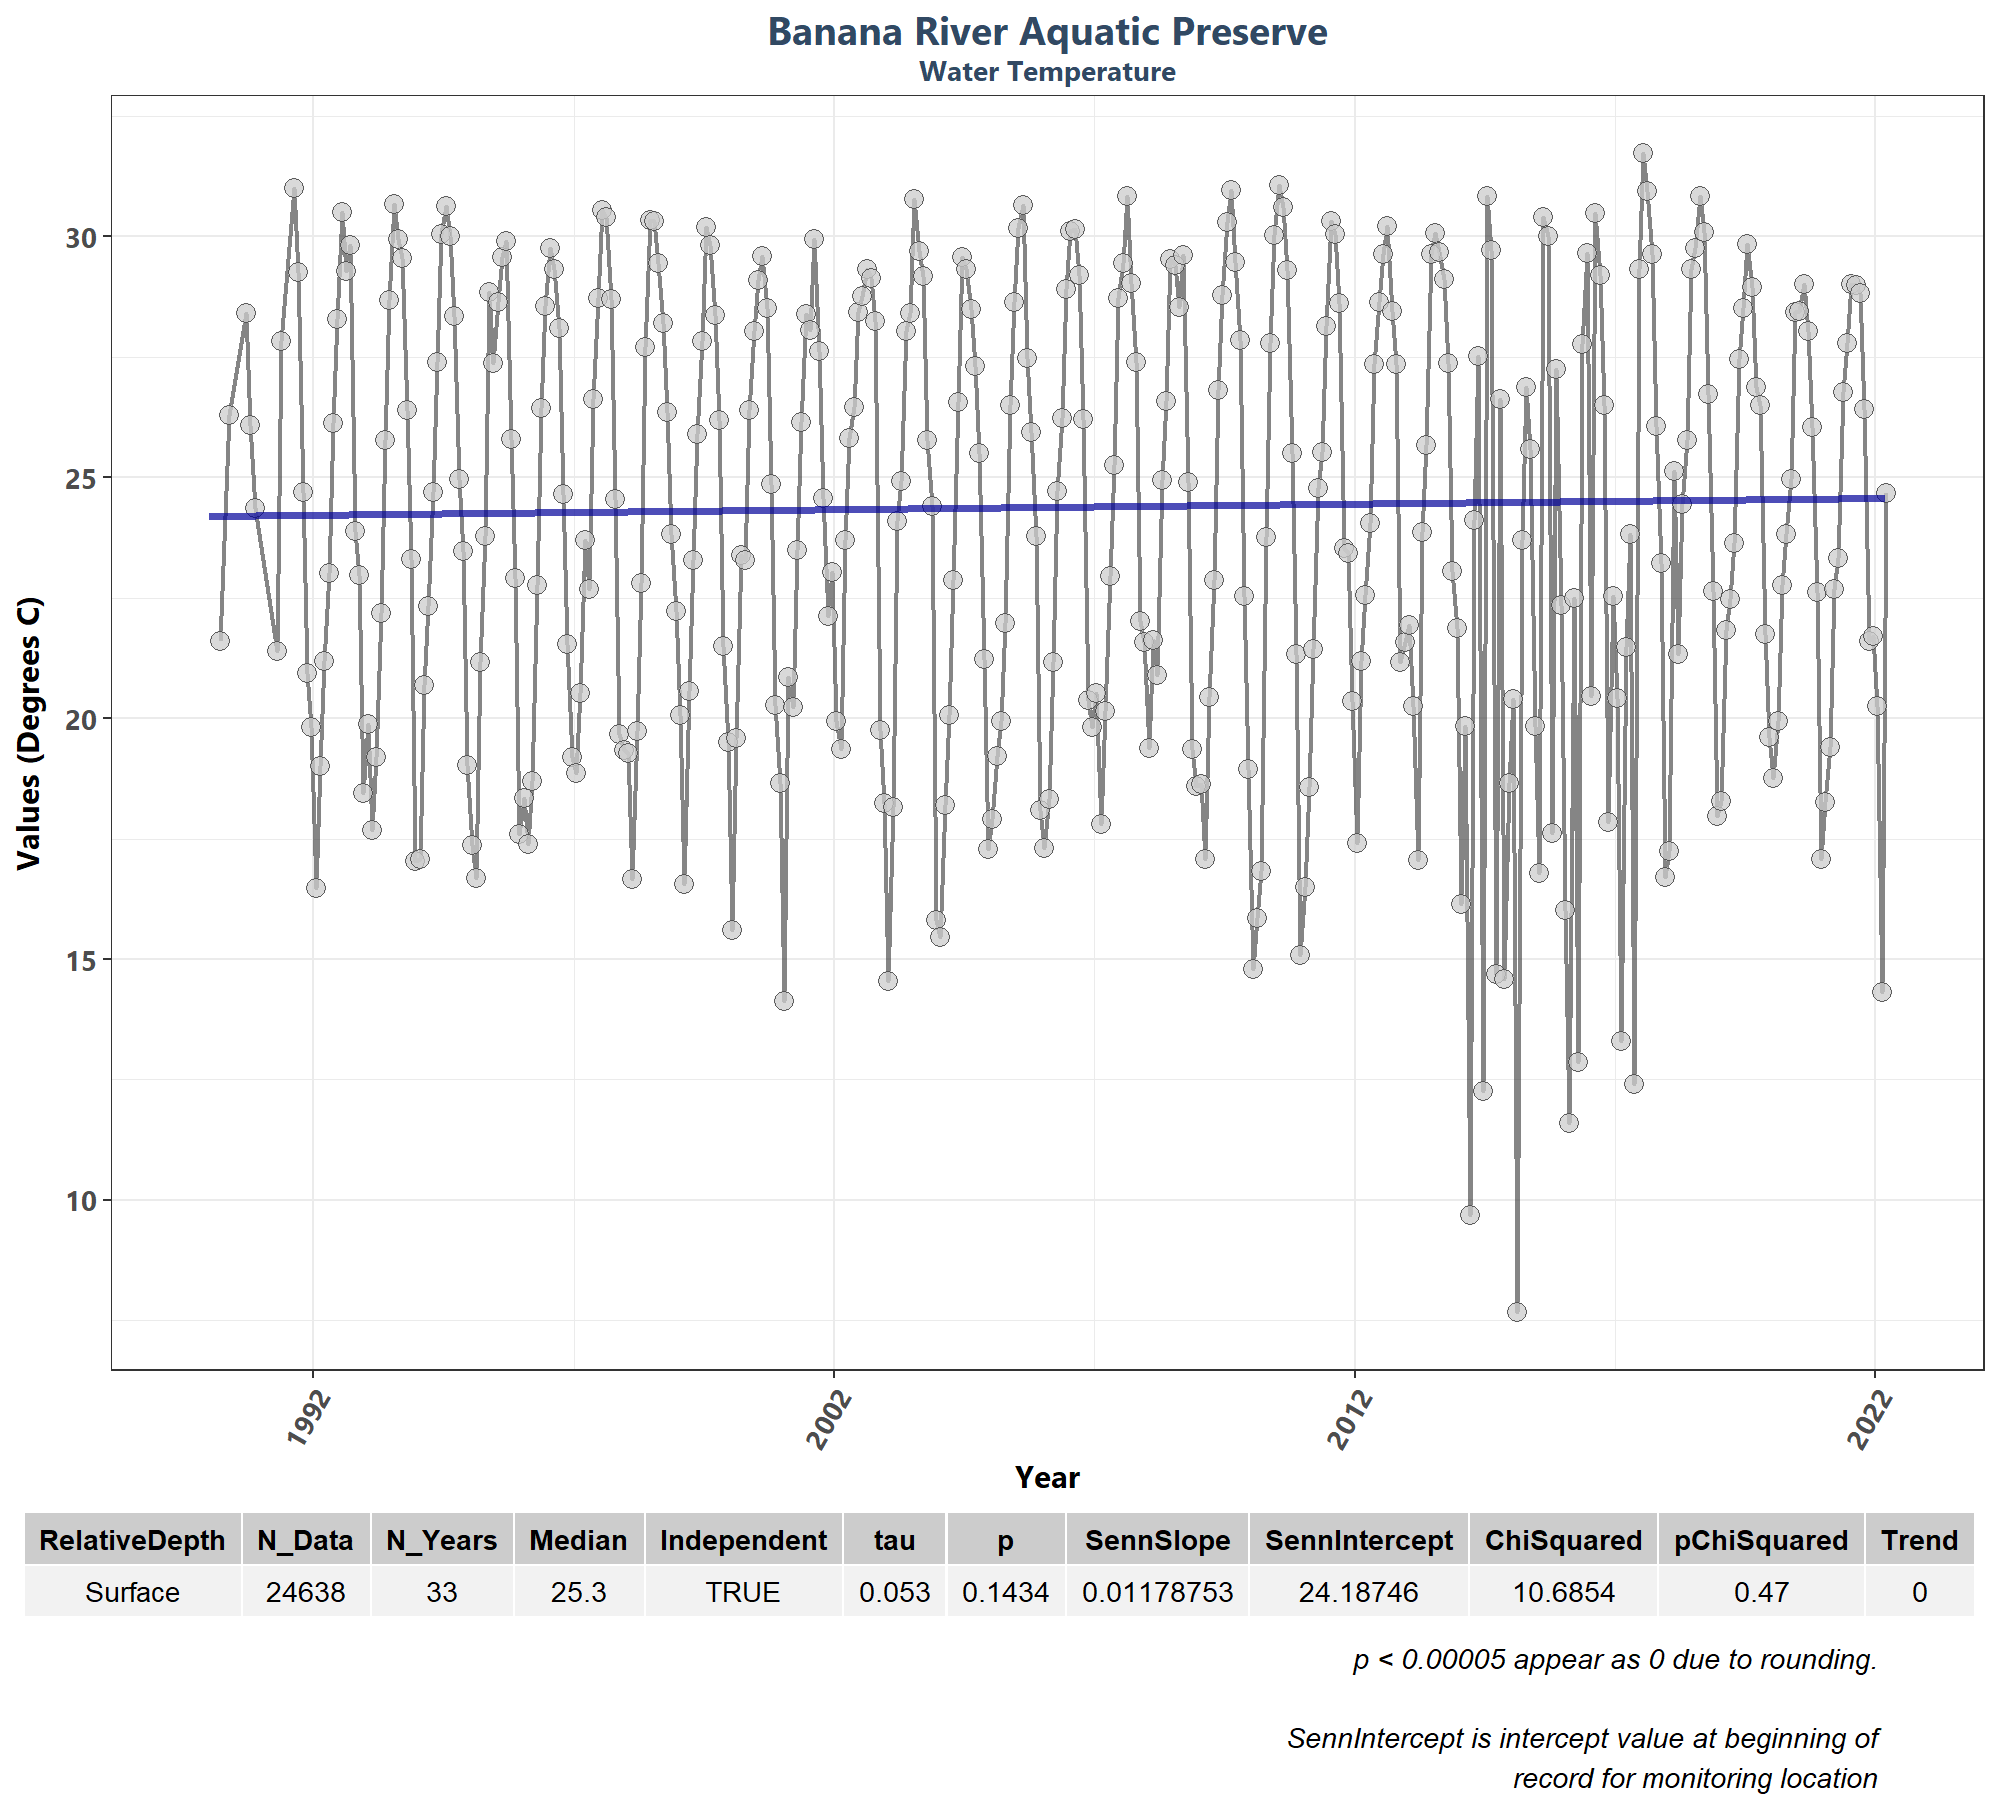 Banana River Aquatic Preserve
Water Temperature
Values (Degrees C)
30
25
20
15
10
1992
2002
2012
2022
Year
RelativeDepth N_Data N_Years Median Independent tau p SennSlope SennIntercept ChiSquared pChiSquared Trend
Surface 24638 33 25.3 TRUE 0.053 0.1434 0.01178753 24.18746 10.6854 0.47 0
p < 0.00005 appear as 0 due to rounding.
SennIntercept is intercept value at beginning of
record for monitoring location